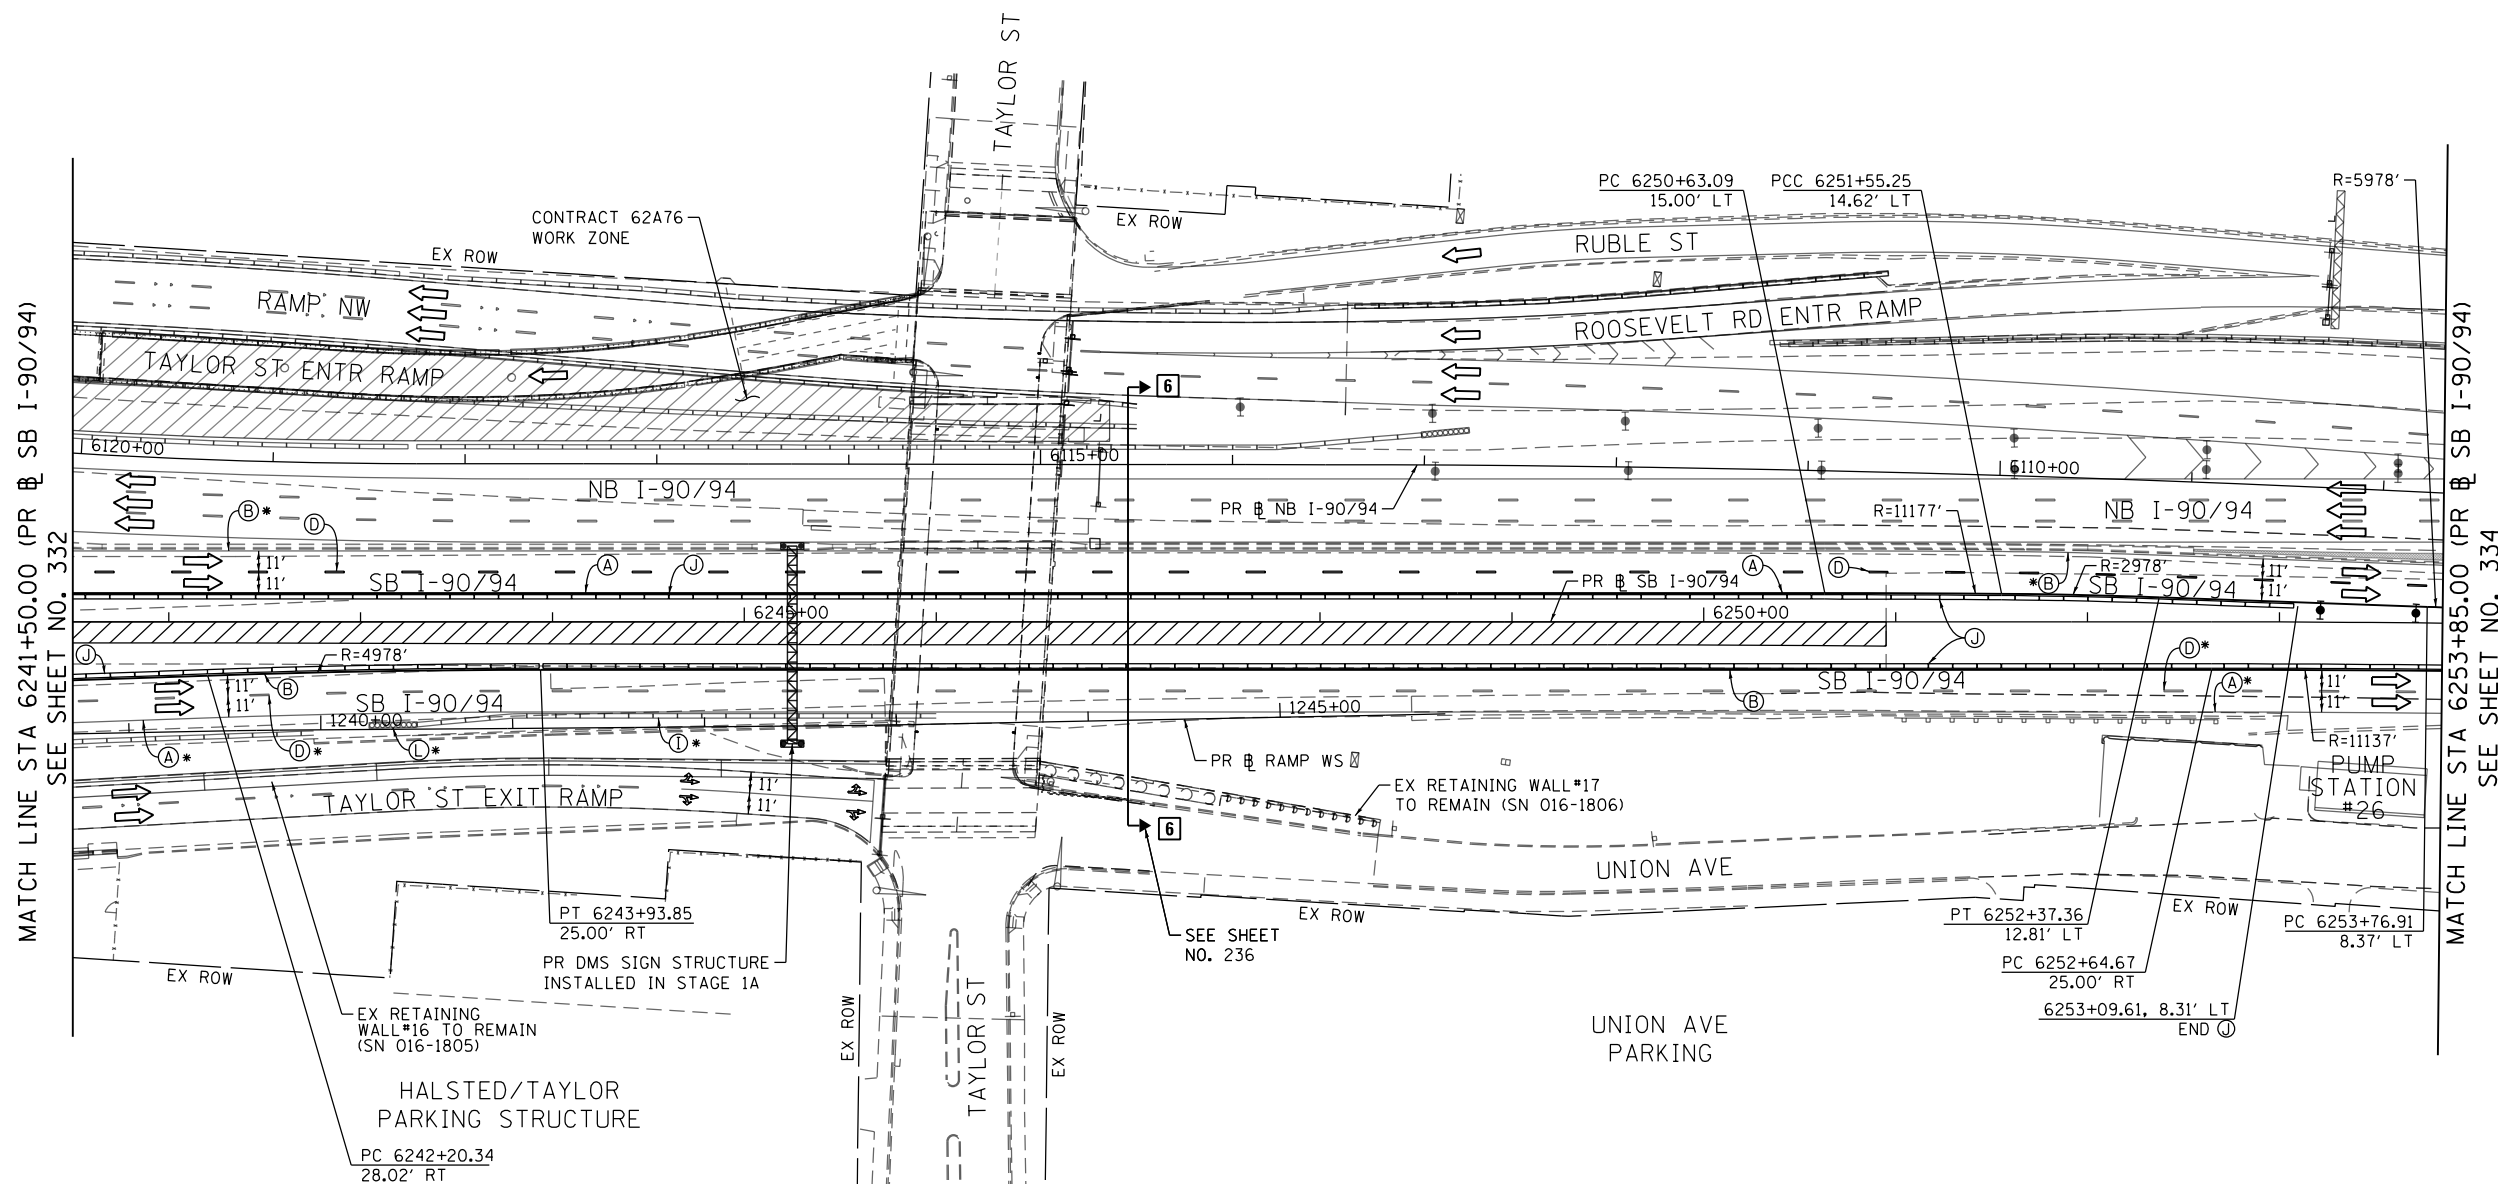 TAYLOR ST
PC 6250+63.09
15.00' LT
PCC 6251+55.25
14.62' LT
R=5978'
CONTRACT 62A76
WORK ZONE
EX ROW
EX ROW
RUBLE ST
RAMP NW
ROOSEVELT RD ENTR RAMP
TAYLOR ST ENTR RAMP
6
6120+00
6115+00
6110+00
NB I-90/94
PR BL NB I-90/94
R=11177'
NB I-90/94
B*
D
11'
11'
SB I-90/94
A
J
PR BL SB I-90/94
A
D
*B
R=2978'
SB I-90/94
11'
11'
6245+00
6250+00
J
J
R=4978'
B
11'
11'
SB I-90/94
SB I-90/94
B
D*
A*
11'
11'
1240+00
1245+00
A*
D*
L*
I*
PR BL RAMP WS
R=11137'
PUMP
STATION
#26
TAYLOR ST EXIT RAMP
11'
11'
EX RETAINING WALL#17
TO REMAIN (SN 016-1806)
6
UNION AVE
EX ROW
EX ROW
PT 6243+93.85
25.00' RT
SEE SHEET
NO. 236
PT 6252+37.36
12.81' LT
PC 6253+76.91
8.37' LT
EX ROW
PR DMS SIGN STRUCTURE
INSTALLED IN STAGE 1A
PC 6252+64.67
25.00' RT
6253+09.61, 8.31' LT
END J
EX RETAINING
WALL#16 TO REMAIN
(SN 016-1805)
EX ROW
TAYLOR ST
EX ROW
UNION AVE
PARKING
HALSTED/TAYLOR
PARKING STRUCTURE
PC 6242+20.34
28.02' RT
MATCH LINE STA 6241+50.00 (PR BL SB I-90/94)
SEE SHEET NO. 332
MATCH LINE STA 6253+85.00 (PR BL SB I-90/94)
SEE SHEET NO. 334